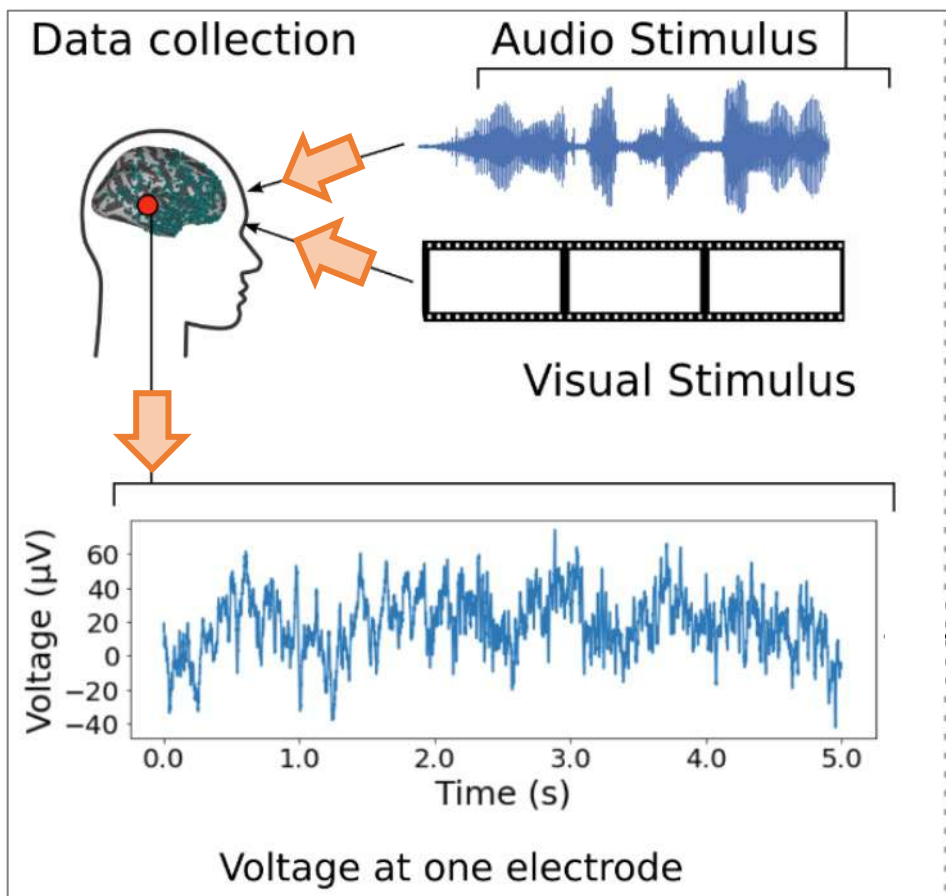 Data collection
Audio Stimulus
Visual Stimulus
Voltage (µV)
60
40
20
0
−20
−40
0.0 1.0 2.0 3.0 4.0 5.0
Time (s)
Voltage at one electrode